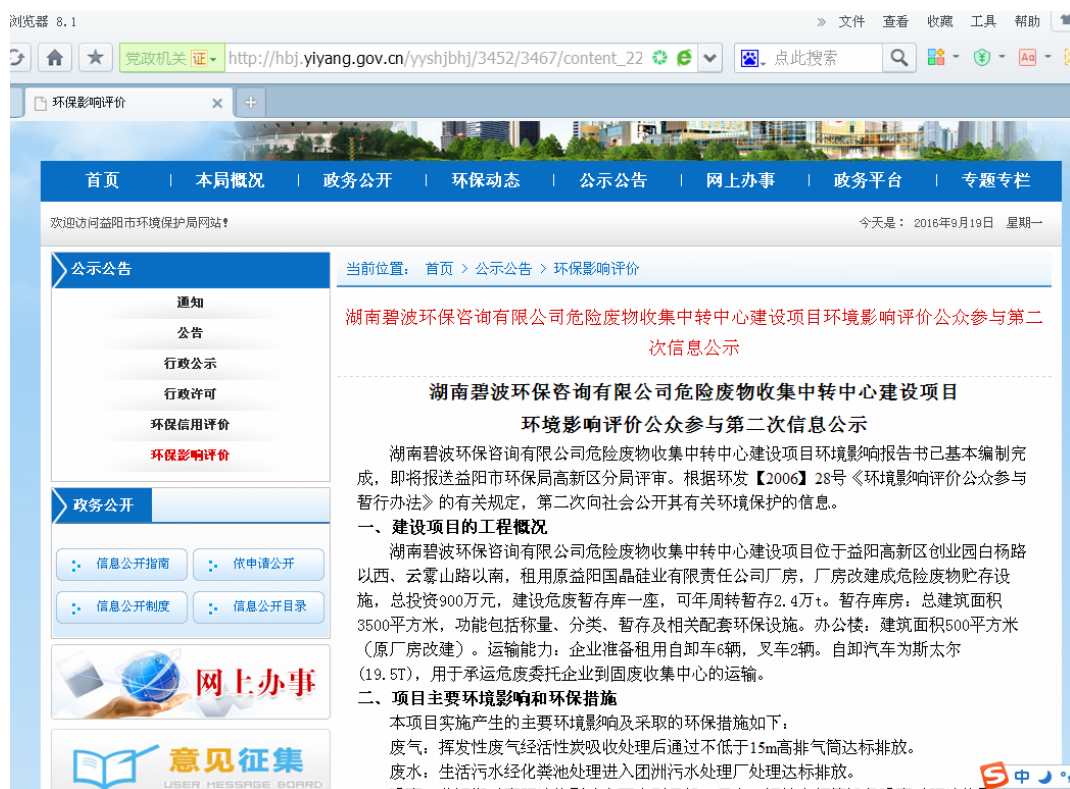 浏览器 8.1
» 文件 查看 收藏 工具 帮助
党政机关 证 http://hbj.yiyang.gov.cn/yyshjbhj/3452/3467/content_22 点此搜索
环保影响评价
首页 本局概况 政务公开 环保动态 公示公告 网上办事 政务平台 专题专栏
欢迎访问益阳市环境保护局网站! 今天是: 2016年9月19日 星期一
公示公告
通知
公告
行政公示
行政许可
环保信用评价
环保影响评价
政务公开
信息公开指南 依申请公开
信息公开制度 信息公开目录
网上办事
意见征集
USER MESSAGE BOARD
当前位置: 首页 > 公示公告 > 环保影响评价
湖南碧波环保咨询有限公司危险废物收集中转中心建设项目环境影响评价公众参与第二
次信息公示
湖南碧波环保咨询有限公司危险废物收集中转中心建设项目
环境影响评价公众参与第二次信息公示
湖南碧波环保咨询有限公司危险废物收集中转中心建设项目环境影响报告书已基本编制完
成,即将报送益阳市环保局高新区分局评审。根据环发【2006】28号《环境影响评价公众参与
暂行办法》的有关规定,第二次向社会公开其有关环境保护的信息。
一、建设项目的工程概况
湖南碧波环保咨询有限公司危险废物收集中转中心建设项目位于益阳高新区创业园白杨路
以西、云雾山路以南,租用原益阳国晶硅业有限责任公司厂房,厂房改建成危险废物贮存设
施,总投资900万元,建设危废暂存库一座,可年周转暂存2.4万t。暂存库房:总建筑面积
3500平方米,功能包括称量、分类、暂存及相关配套环保设施。办公楼:建筑面积500平方米
(原厂房改建)。运输能力:企业准备租用自卸车6辆,叉车2辆。自卸汽车为斯太尔
(19.5T),用于承运危废委托企业到固废收集中心的运输。
二、项目主要环境影响和环保措施
本项目实施产生的主要环境影响及采取的环保措施如下:
废气:挥发性废气经活性炭吸收处理后通过不低于15m高排气筒达标排放。
废水:生活污水经化粪池处理进入团洲污水处理厂处理达标排放。
中